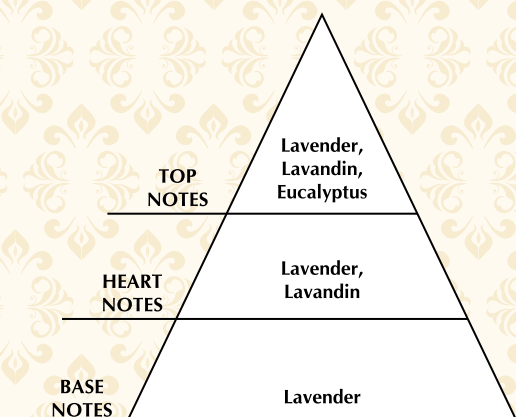 Lavender,
Lavandin,
Eucalyptus
TOP
NOTES
Lavender,
Lavandin
HEART
NOTES
Lavender
BASE
NOTES